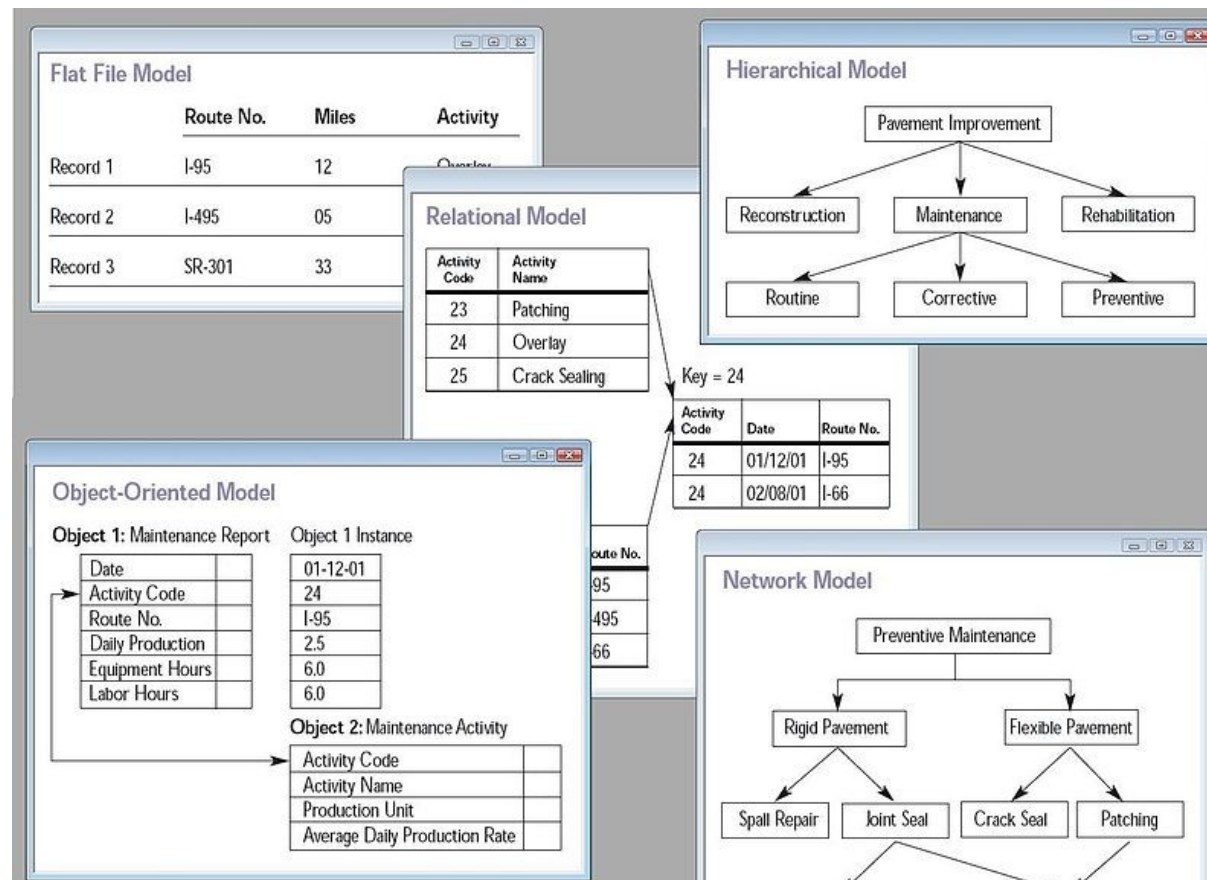 Flat File Model
Route No. Miles Activity
Record 1 I-95 12 Overlay
Record 2 I-495 05
Record 3 SR-301 33
Hierarchical Model
Pavement Improvement
Reconstruction Maintenance Rehabilitation
Routine Corrective Preventive
Relational Model
Activity Code Activity Name
23 Patching
24 Overlay
25 Crack Sealing
Key = 24
Activity Code Date Route No.
24 01/12/01 I-95
24 02/08/01 I-66
oute No.
-95
-495
-66
Object-Oriented Model
Object 1: Maintenance Report Object 1 Instance
Date 01-12-01
Activity Code 24
Route No. I-95
Daily Production 2.5
Equipment Hours 6.0
Labor Hours 6.0
Object 2: Maintenance Activity
Activity Code
Activity Name
Production Unit
Average Daily Production Rate
Network Model
Preventive Maintenance
Rigid Pavement Flexible Pavement
Spall Repair Joint Seal Crack Seal Patching